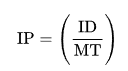 IP = (ID/MT)